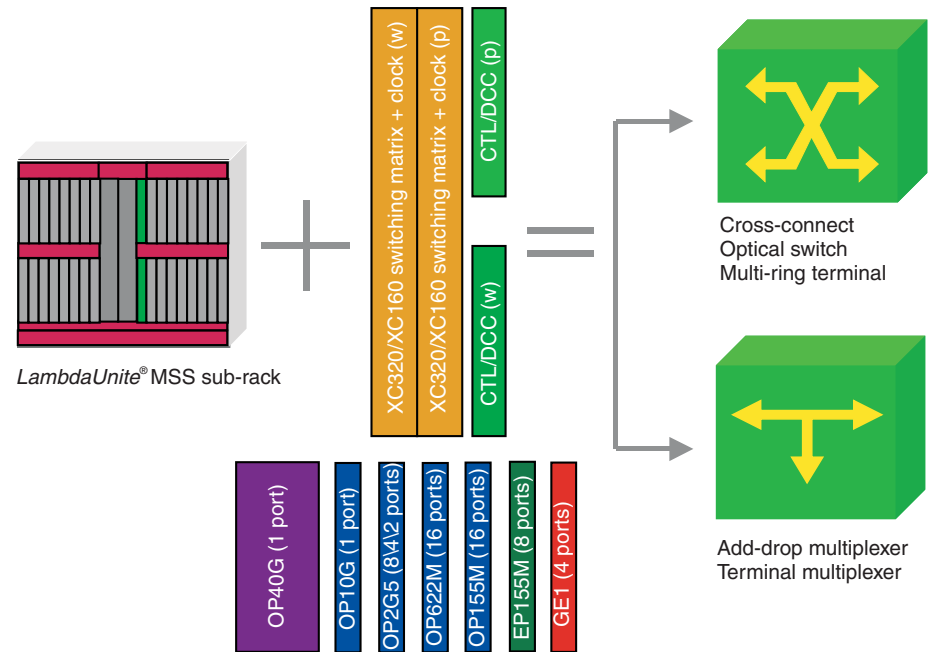 XC320/XC160 switching matrix + clock (w)
XC320/XC160 switching matrix + clock (p)
CTL/DCC (p)
CTL/DCC (w)
Cross-connect
Optical switch
Multi-ring terminal
LambdaUnite® MSS sub-rack
OP40G (1 port)
OP10G (1 port)
OP2G5 (8\4\2 ports)
OP622M (16 ports)
OP155M (16 ports)
EP155M (8 ports)
GE1 (4 ports)
Add-drop multiplexer
Terminal multiplexer